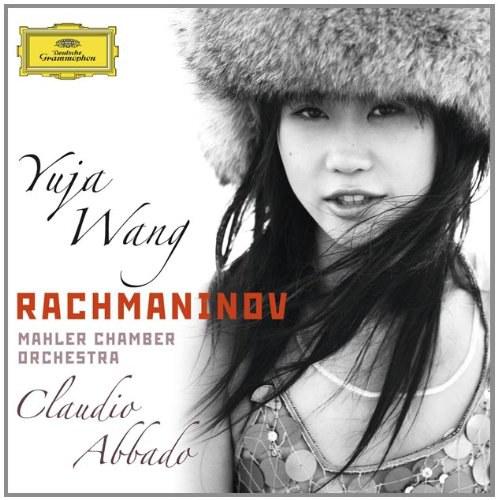 Deutsche
Grammophon
Yuja
Wang
RACHMANINOV
MAHLER CHAMBER
ORCHESTRA
Claudio
Abbado